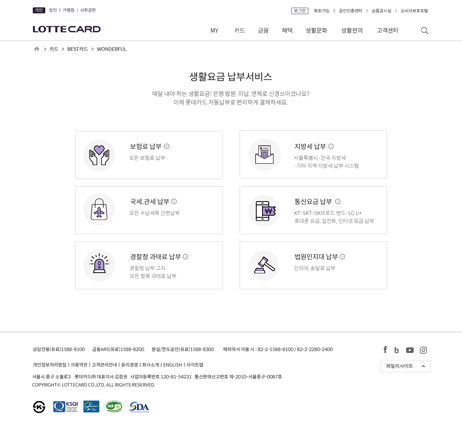 개인 법인 가맹점 사회공헌
로그인 회원가입 공인인증센터 상품공시실 소비자보호포털
LOTTECARD
MY 카드 금융 혜택 생활문화 생활편의 고객센터
카드 > BEST카드 > WONDERFUL
생활요금 납부서비스
매달 내야 하는 생활요금! 은행 방문, 미납, 연체로 신경쓰이셨나요?
이제 롯데카드 자동납부로 편리하게 결제하세요.
보험료 납부
모든 보험료 납부
지방세 납부
서울특별시·전국 지방세
· 기타 지역 지방세 납부 시스템
국세,관세 납부
모든 수납세목 간편납부
통신요금 납부
KT·SKT·SK브로드 밴드·LG U+
휴대폰 요금, 집전화, 인터넷 요금 납부
경찰청 과태료 납부
경찰청 납부 고지
모든 항목 과태료 납부
법원인지대 납부
인지대, 송달료 납부
상담전용(유료)1588-8100 금융ARS(유료)1588-8200 분실/한도승인(유료)1588-8300 해외에서 이용 시 : 82-2-1588-8100 / 82-2-2280-2400
개인정보처리방침 | 이용약관 | 고객권리안내 | 윤리경영 | 회사소개 | ENGLISH | 사이트맵
패밀리사이트
서울시 중구 소월로3 롯데카드㈜ 대표이사 김창권 사업자등록번호 120-81-54231 통신판매신고번호 제-2010-서울중구-0087호
COPYRIGHT© LOTTECARD CO.,LTD. ALL RIGHTS RESERVED.
KSQI
SDA